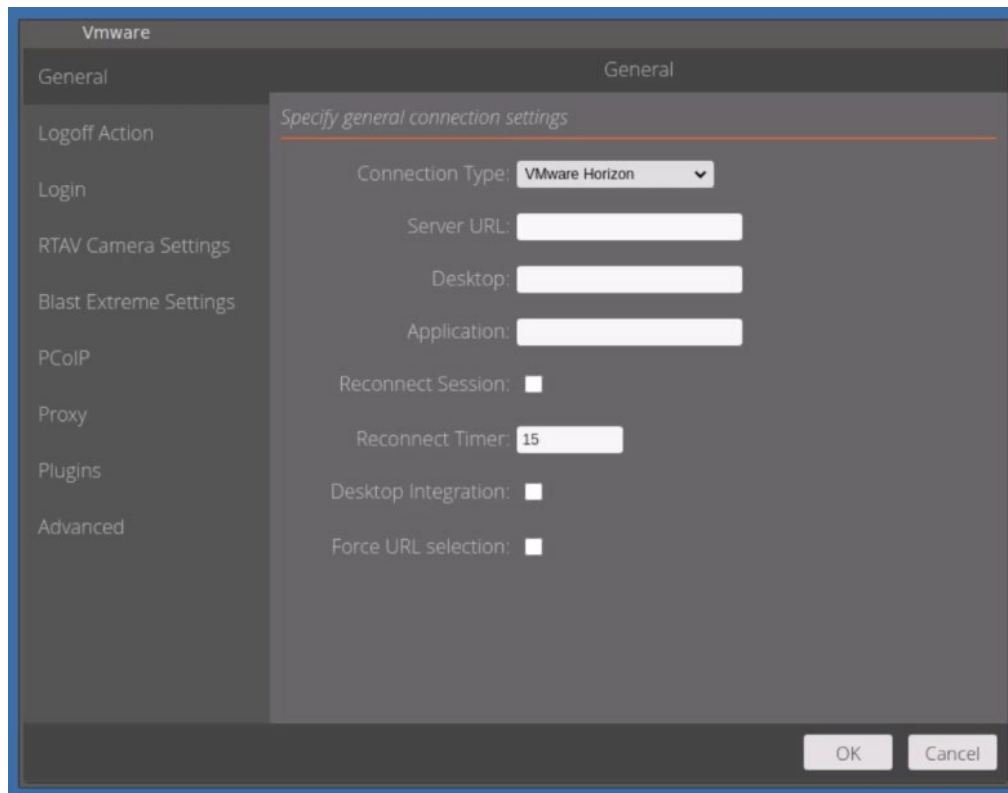 Vmware
General
Logoff Action
Login
RTAV Camera Settings
Blast Extreme Settings
PCoIP
Proxy
Plugins
Advanced
General
Specify general connection settings
Connection Type: VMware Horizon
Server URL:
Desktop:
Application:
Reconnect Session:
Reconnect Timer: 15
Desktop Integration:
Force URL selection:
OK Cancel